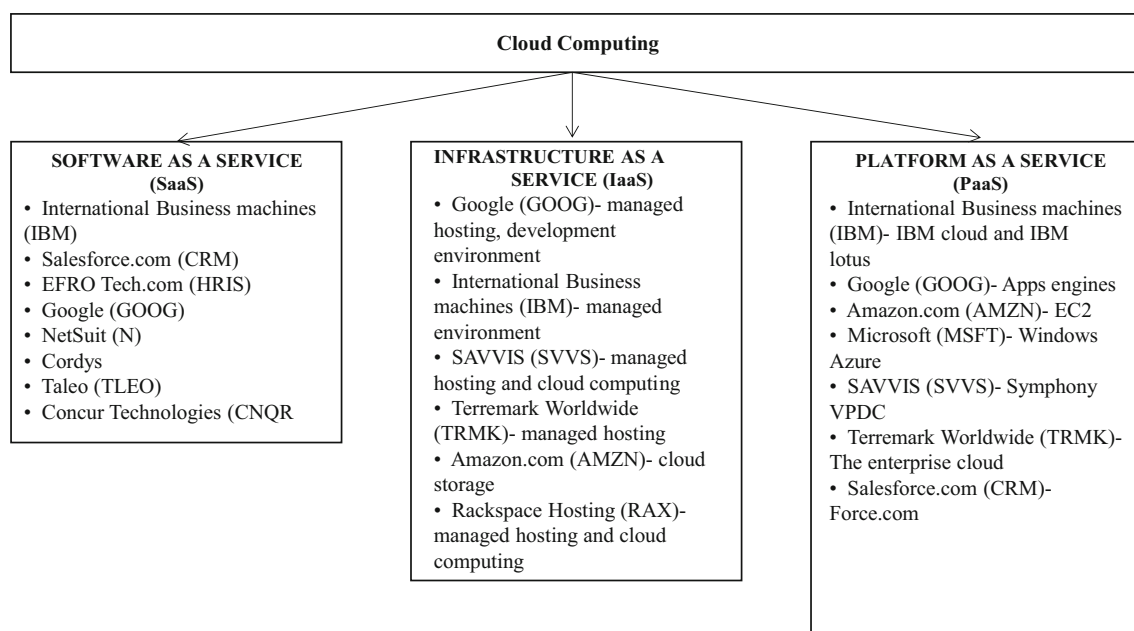 Cloud Computing
SOFTWARE AS A SERVICE
(SaaS)
• International Business machines
(IBM)
• Salesforce.com (CRM)
• EFRO Tech.com (HRIS)
• Google (GOOG)
• NetSuit (N)
• Cordys
• Taleo (TLEO)
• Concur Technologies (CNQR
INFRASTRUCTURE AS A
SERVICE (IaaS)
• Google (GOOG)- managed
hosting, development
environment
• International Business
machines (IBM)- managed
environment
• SAVVIS (SVVS)- managed
hosting and cloud computing
• Terremark Worldwide
(TRMK)- managed hosting
• Amazon.com (AMZN)- cloud
storage
• Rackspace Hosting (RAX)-
managed hosting and cloud
computing
PLATFORM AS A SERVICE
(PaaS)
• International Business machines
(IBM)- IBM cloud and IBM
lotus
• Google (GOOG)- Apps engines
• Amazon.com (AMZN)- EC2
• Microsoft (MSFT)- Windows
Azure
• SAVVIS (SVVS)- Symphony
VPDC
• Terremark Worldwide (TRMK)-
The enterprise cloud
• Salesforce.com (CRM)-
Force.com